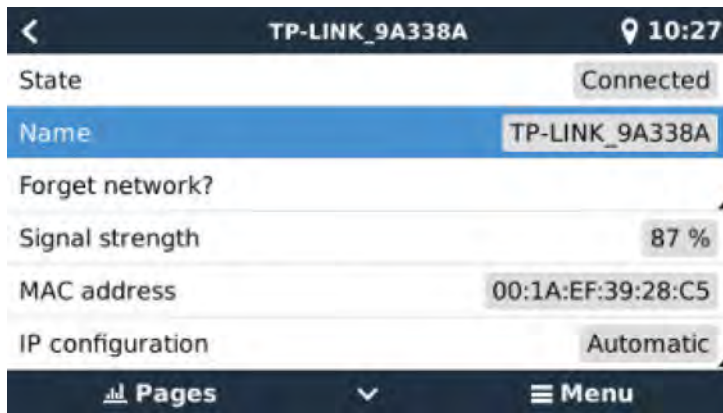 TP-LINK_9A338A 10:27
State Connected
Name TP-LINK_9A338A
Forget network?
Signal strength 87 %
MAC address 00:1A:EF:39:28:C5
IP configuration Automatic
Pages Menu